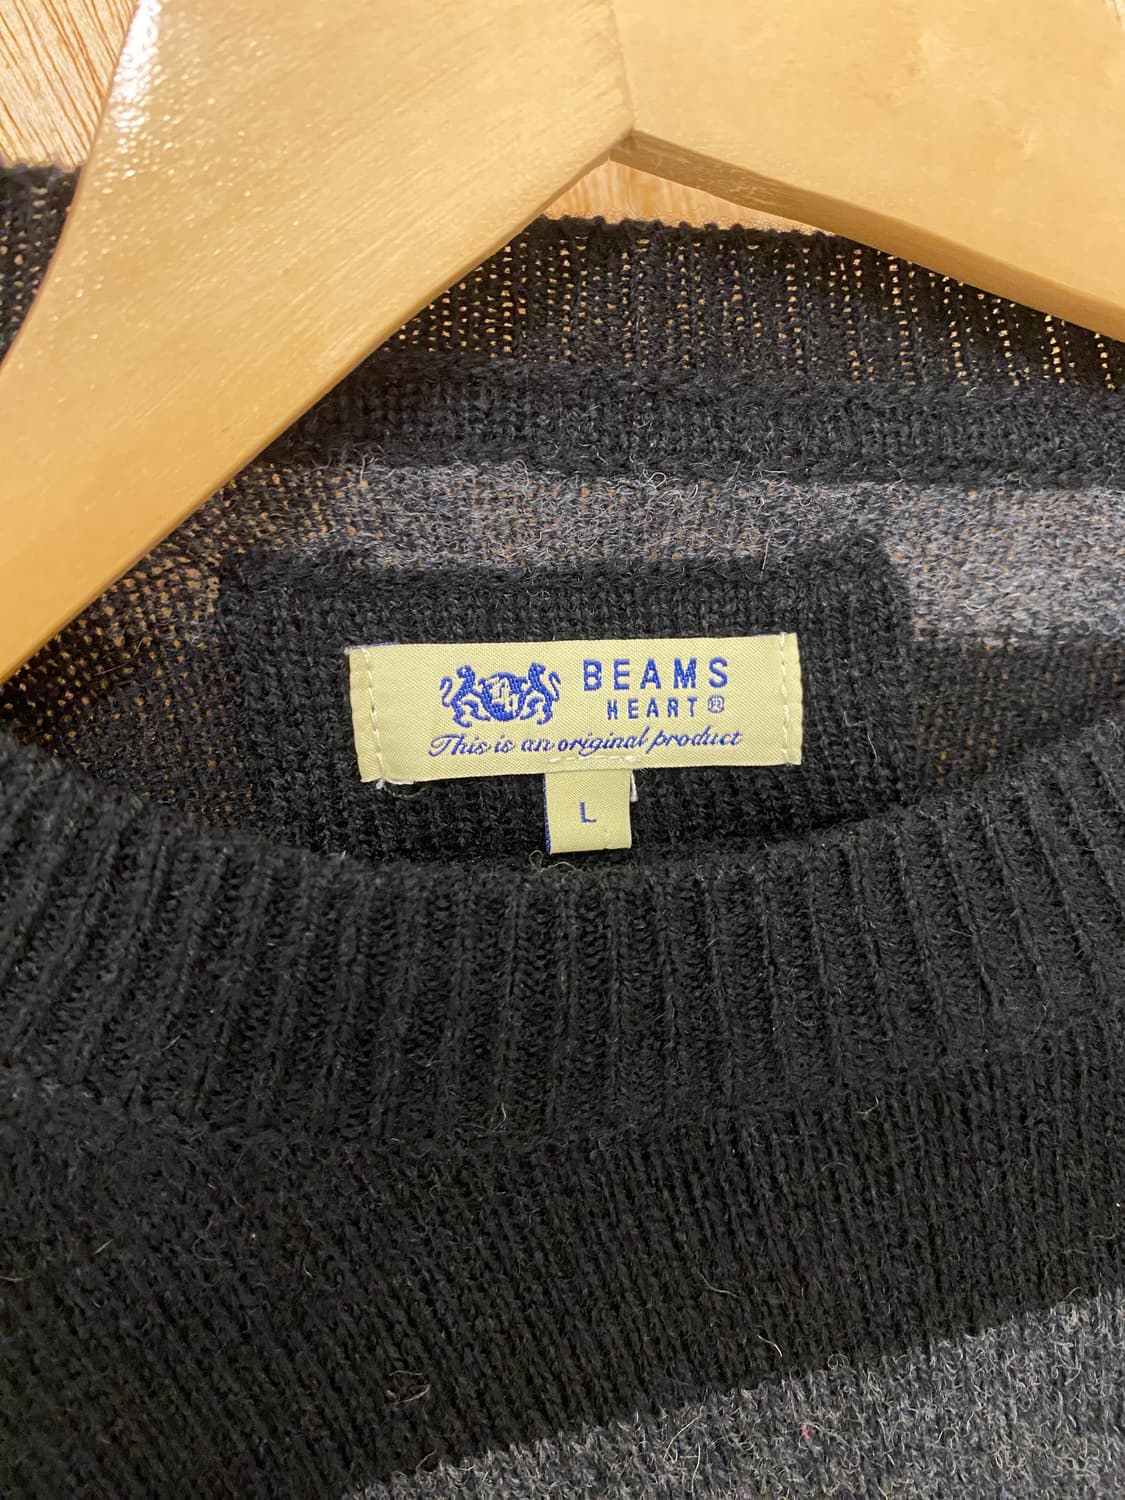 BEAMS
HEART®
This is an original product
L